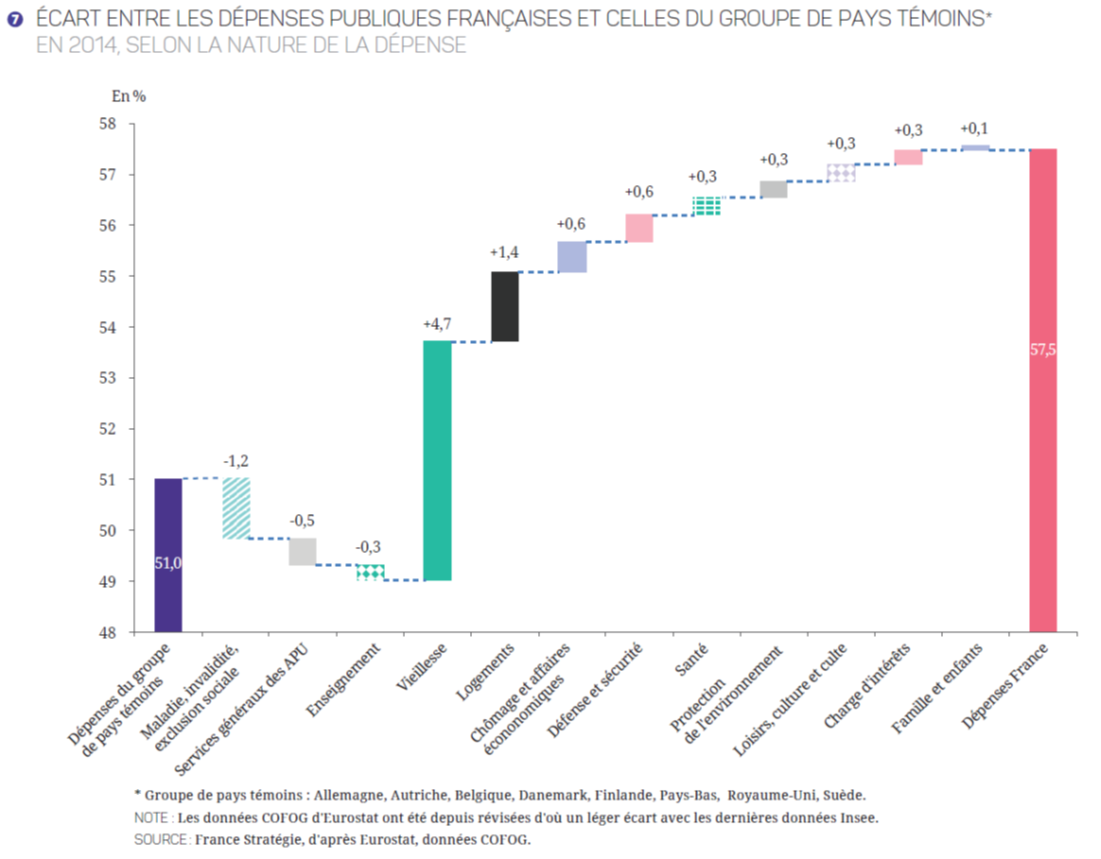 7 ÉCART ENTRE LES DÉPENSES PUBLIQUES FRANÇAISES ET CELLES DU GROUPE DE PAYS TÉMOINS*
EN 2014, SELON LA NATURE DE LA DÉPENSE
En %
58
57
56
55
54
53
52
51
50
49
48
51,0
-1,2
-0,5
-0,3
+4,7
+1,4
+0,6
+0,6
+0,3
+0,3
+0,3
+0,3
+0,1
57,5
Dépenses du groupe
de pays témoins
Maladie, invalidité,
exclusion sociale
Services généraux des APU
Enseignement
Vieillesse
Logements
Chômage et affaires
écononomiques
Défense et sécurité
Santé
Protection
de l'environnement
Loisirs, culture et culte
Charge d'intérêts
Famille et enfants
Dépenses France
* Groupe de pays témoins : Allemagne, Autriche, Belgique, Danemark, Finlande, Pays-Bas, Royaume-Uni, Suède.
NOTE : Les données COFOG d'Eurostat ont été depuis révisées d'où un léger écart avec les dernières données Insee.
SOURCE : France Stratégie, d'après Eurostat, données COFOG.